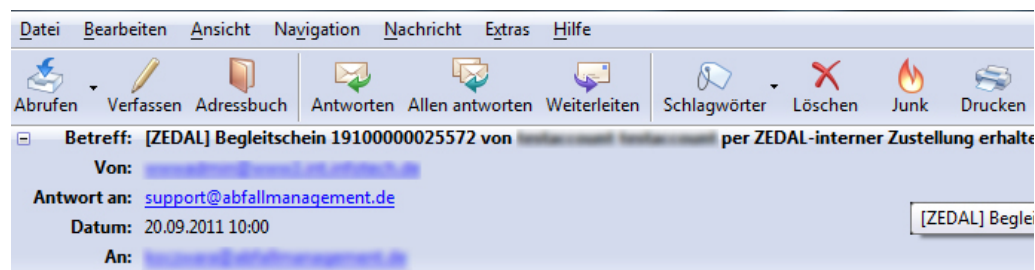 Datei Bearbeiten Ansicht Navigation Nachricht Extras Hilfe
Abrufen Verfassen Adressbuch Antworten Allen antworten Weiterleiten Schlagwörter Löschen Junk Drucken
Betreff: [ZEDAL] Begleitschein 19100000025572 von per ZEDAL-interner Zustellung erhalte
Von:
Antwort an: support@abfallmanagement.de
Datum: 20.09.2011 10:00
[ZEDAL] Beglei
An: